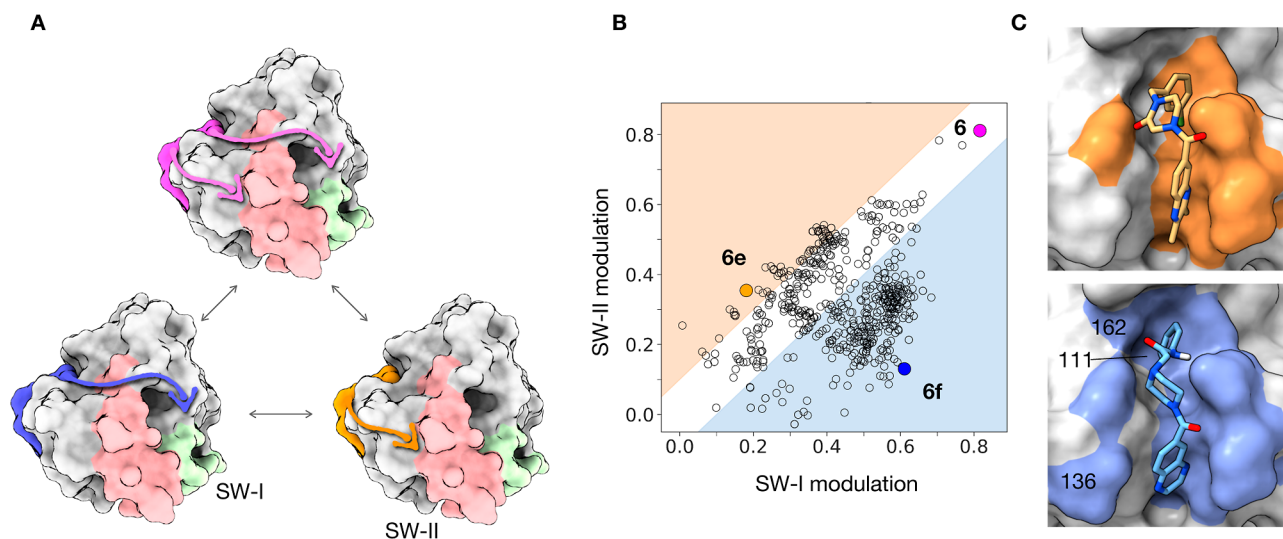 A
SW-I
SW-II
B
SW-II modulation
0.8
0.6
0.4
0.2
0.0
6
6e
6f
0.0 0.2 0.4 0.6 0.8
SW-I modulation
C
162
111
136